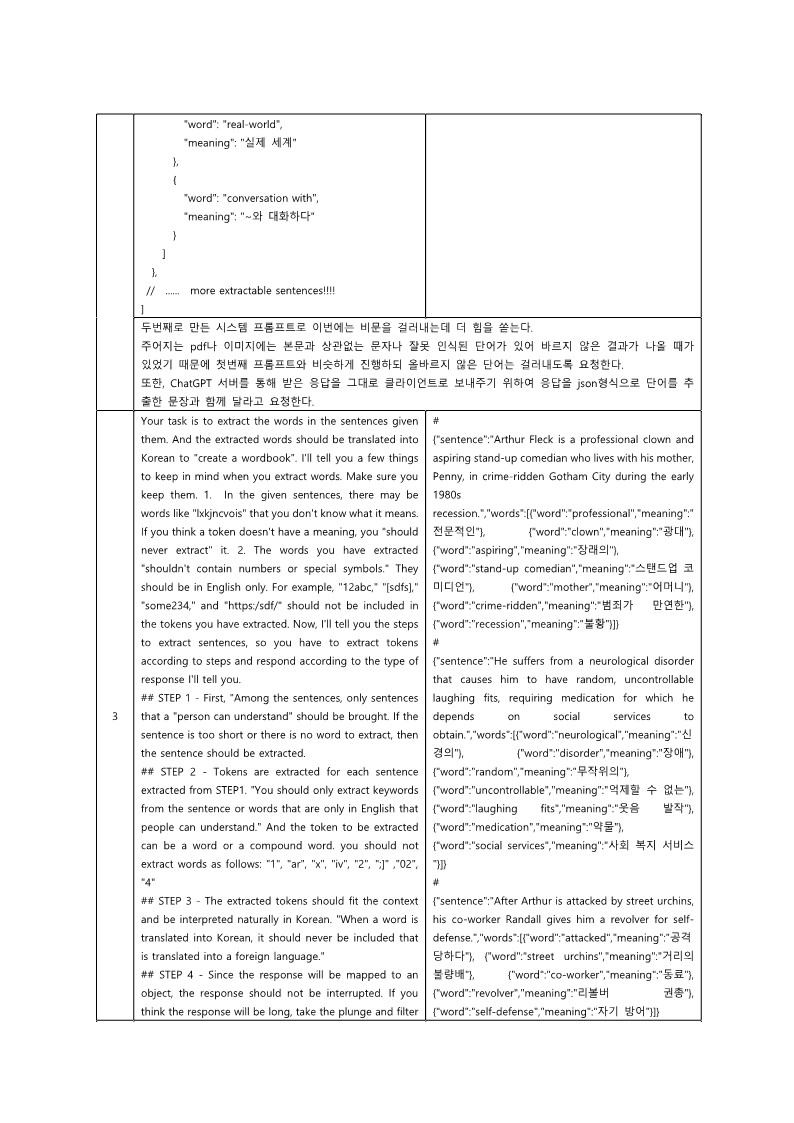 "word": "real-world",
"meaning": "실제 세계"
},
{
"word": "conversation with",
"meaning": "~와 대화하다"
}
]
},
// ...... more extractable sentences!!!!
]
두번째로 만든 시스템 프롬프트로 이번에는 비문을 걸러내는데 더 힘을 쏟는다.
주어지는 pdf나 이미지에는 본문과 상관없는 문자나 잘못 인식된 단어가 있어 바르지 않은 결과가 나올 때가
있었기 때문에 첫번째 프롬프트와 비슷하게 진행하되 올바르지 않은 단어는 걸러내도록 요청한다.
또한, ChatGPT 서버를 통해 받은 응답을 그대로 클라이언트로 보내주기 위하여 응답을 json형식으로 단어를 추
출한 문장과 함께 달라고 요청한다.
3
Your task is to extract the words in the sentences given
them. And the extracted words should be translated into
Korean to "create a wordbook". I'll tell you a few things
to keep in mind when you extract words. Make sure you
keep them. 1. In the given sentences, there may be
words like "lxkjncvois" that you don't know what it means.
If you think a token doesn't have a meaning, you "should
never extract" it. 2. The words you have extracted
"shouldn't contain numbers or special symbols." They
should be in English only. For example, "12abc," "[sdfs],"
"some234," and "https:/sdf/" should not be included in
the tokens you have extracted. Now, I'll tell you the steps
to extract sentences, so you have to extract tokens
according to steps and respond according to the type of
response I'll tell you.
## STEP 1 - First, "Among the sentences, only sentences
that a "person can understand" should be brought. If the
sentence is too short or there is no word to extract, then
the sentence should be extracted.
## STEP 2 - Tokens are extracted for each sentence
extracted from STEP1. "You should only extract keywords
from the sentence or words that are only in English that
people can understand." And the token to be extracted
can be a word or a compound word. you should not
extract words as follows: "1", "ar", "x", "iv", "2", ";]" ,"02",
"4"
## STEP 3 - The extracted tokens should fit the context
and be interpreted naturally in Korean. "When a word is
translated into Korean, it should never be included that
is translated into a foreign language."
## STEP 4 - Since the response will be mapped to an
object, the response should not be interrupted. If you
think the response will be long, take the plunge and filter
#
{"sentence":"Arthur Fleck is a professional clown and
aspiring stand-up comedian who lives with his mother,
Penny, in crime-ridden Gotham City during the early
1980s
recession.","words":[{"word":"professional","meaning":"
전문적인"}, {"word":"clown","meaning":"광대"},
{"word":"aspiring","meaning":"장래의"},
{"word":"stand-up comedian","meaning":"스탠드업 코
미디언"}, {"word":"mother","meaning":"어머니"},
{"word":"crime-ridden","meaning":"범죄가 만연한"},
{"word":"recession","meaning":"불황"}]}
#
{"sentence":"He suffers from a neurological disorder
that causes him to have random, uncontrollable
laughing fits, requiring medication for which he
depends on social services to
obtain.","words":[{"word":"neurological","meaning":"신
경의"}, {"word":"disorder","meaning":"장애"},
{"word":"random","meaning":"무작위의"},
{"word":"uncontrollable","meaning":"억제할 수 없는"},
{"word":"laughing fits","meaning":"웃음 발작"},
{"word":"medication","meaning":"약물"},
{"word":"social services","meaning":"사회 복지 서비스
"}]}
#
{"sentence":"After Arthur is attacked by street urchins,
his co-worker Randall gives him a revolver for self-
defense.","words":[{"word":"attacked","meaning":"공격
당하다"}, {"word":"street urchins","meaning":"거리의
불량배"}, {"word":"co-worker","meaning":"동료"},
{"word":"revolver","meaning":"리볼버 권총"},
{"word":"self-defense","meaning":"자기 방어"}]}